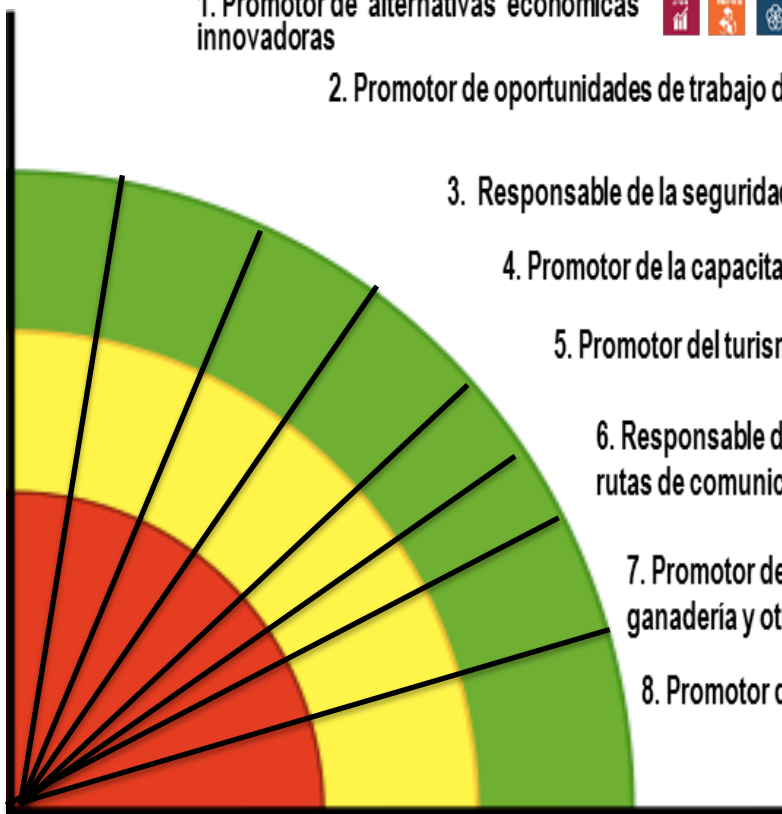 1. Promotor de alternativas económicas
innovadoras
2. Promotor de oportunidades de trabajo d
3. Responsable de la seguridad
4. Promotor de la capacita
5. Promotor del turism
6. Responsable d
rutas de comunic
7. Promotor de
ganadería y ot
8. Promotor d